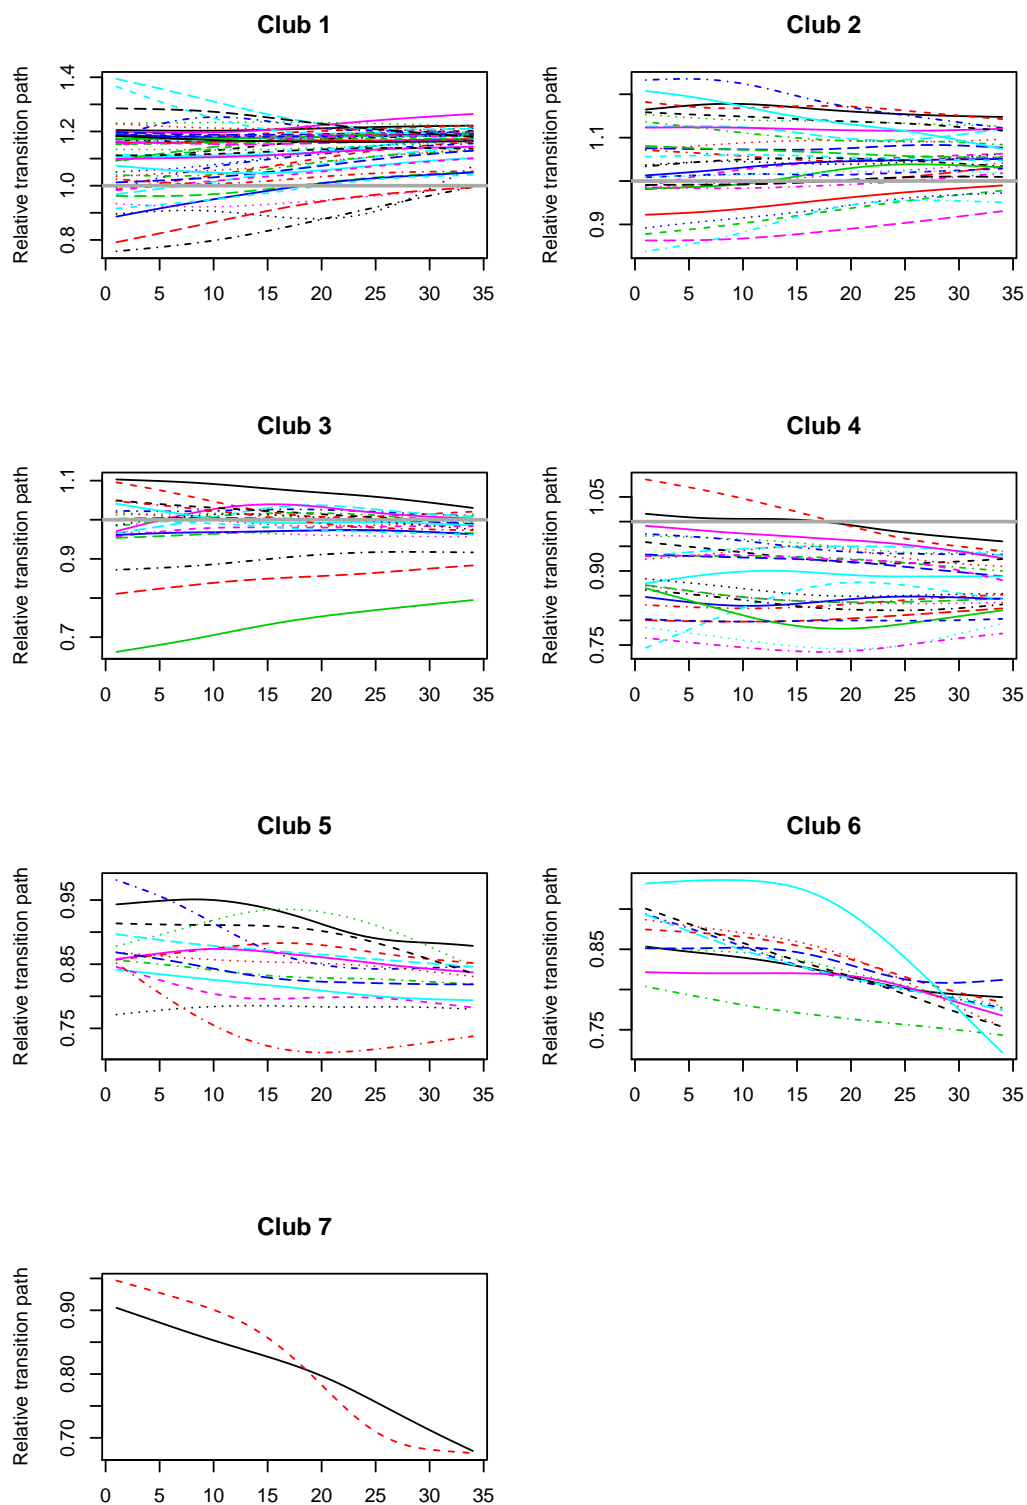 Club 1
Relative transition path
0.8 1.0 1.2 1.4
0 5 10 15 20 25 30 35
Club 2
Relative transition path
0.9 1.1
0 5 10 15 20 25 30 35
Club 3
Relative transition path
0.7 0.9 1.1
0 5 10 15 20 25 30 35
Club 4
Relative transition path
0.75 0.90 1.05
0 5 10 15 20 25 30 35
Club 5
Relative transition path
0.75 0.85 0.95
0 5 10 15 20 25 30 35
Club 6
Relative transition path
0.75 0.85
0 5 10 15 20 25 30 35
Club 7
Relative transition path
0.70 0.80 0.90
0 5 10 15 20 25 30 35